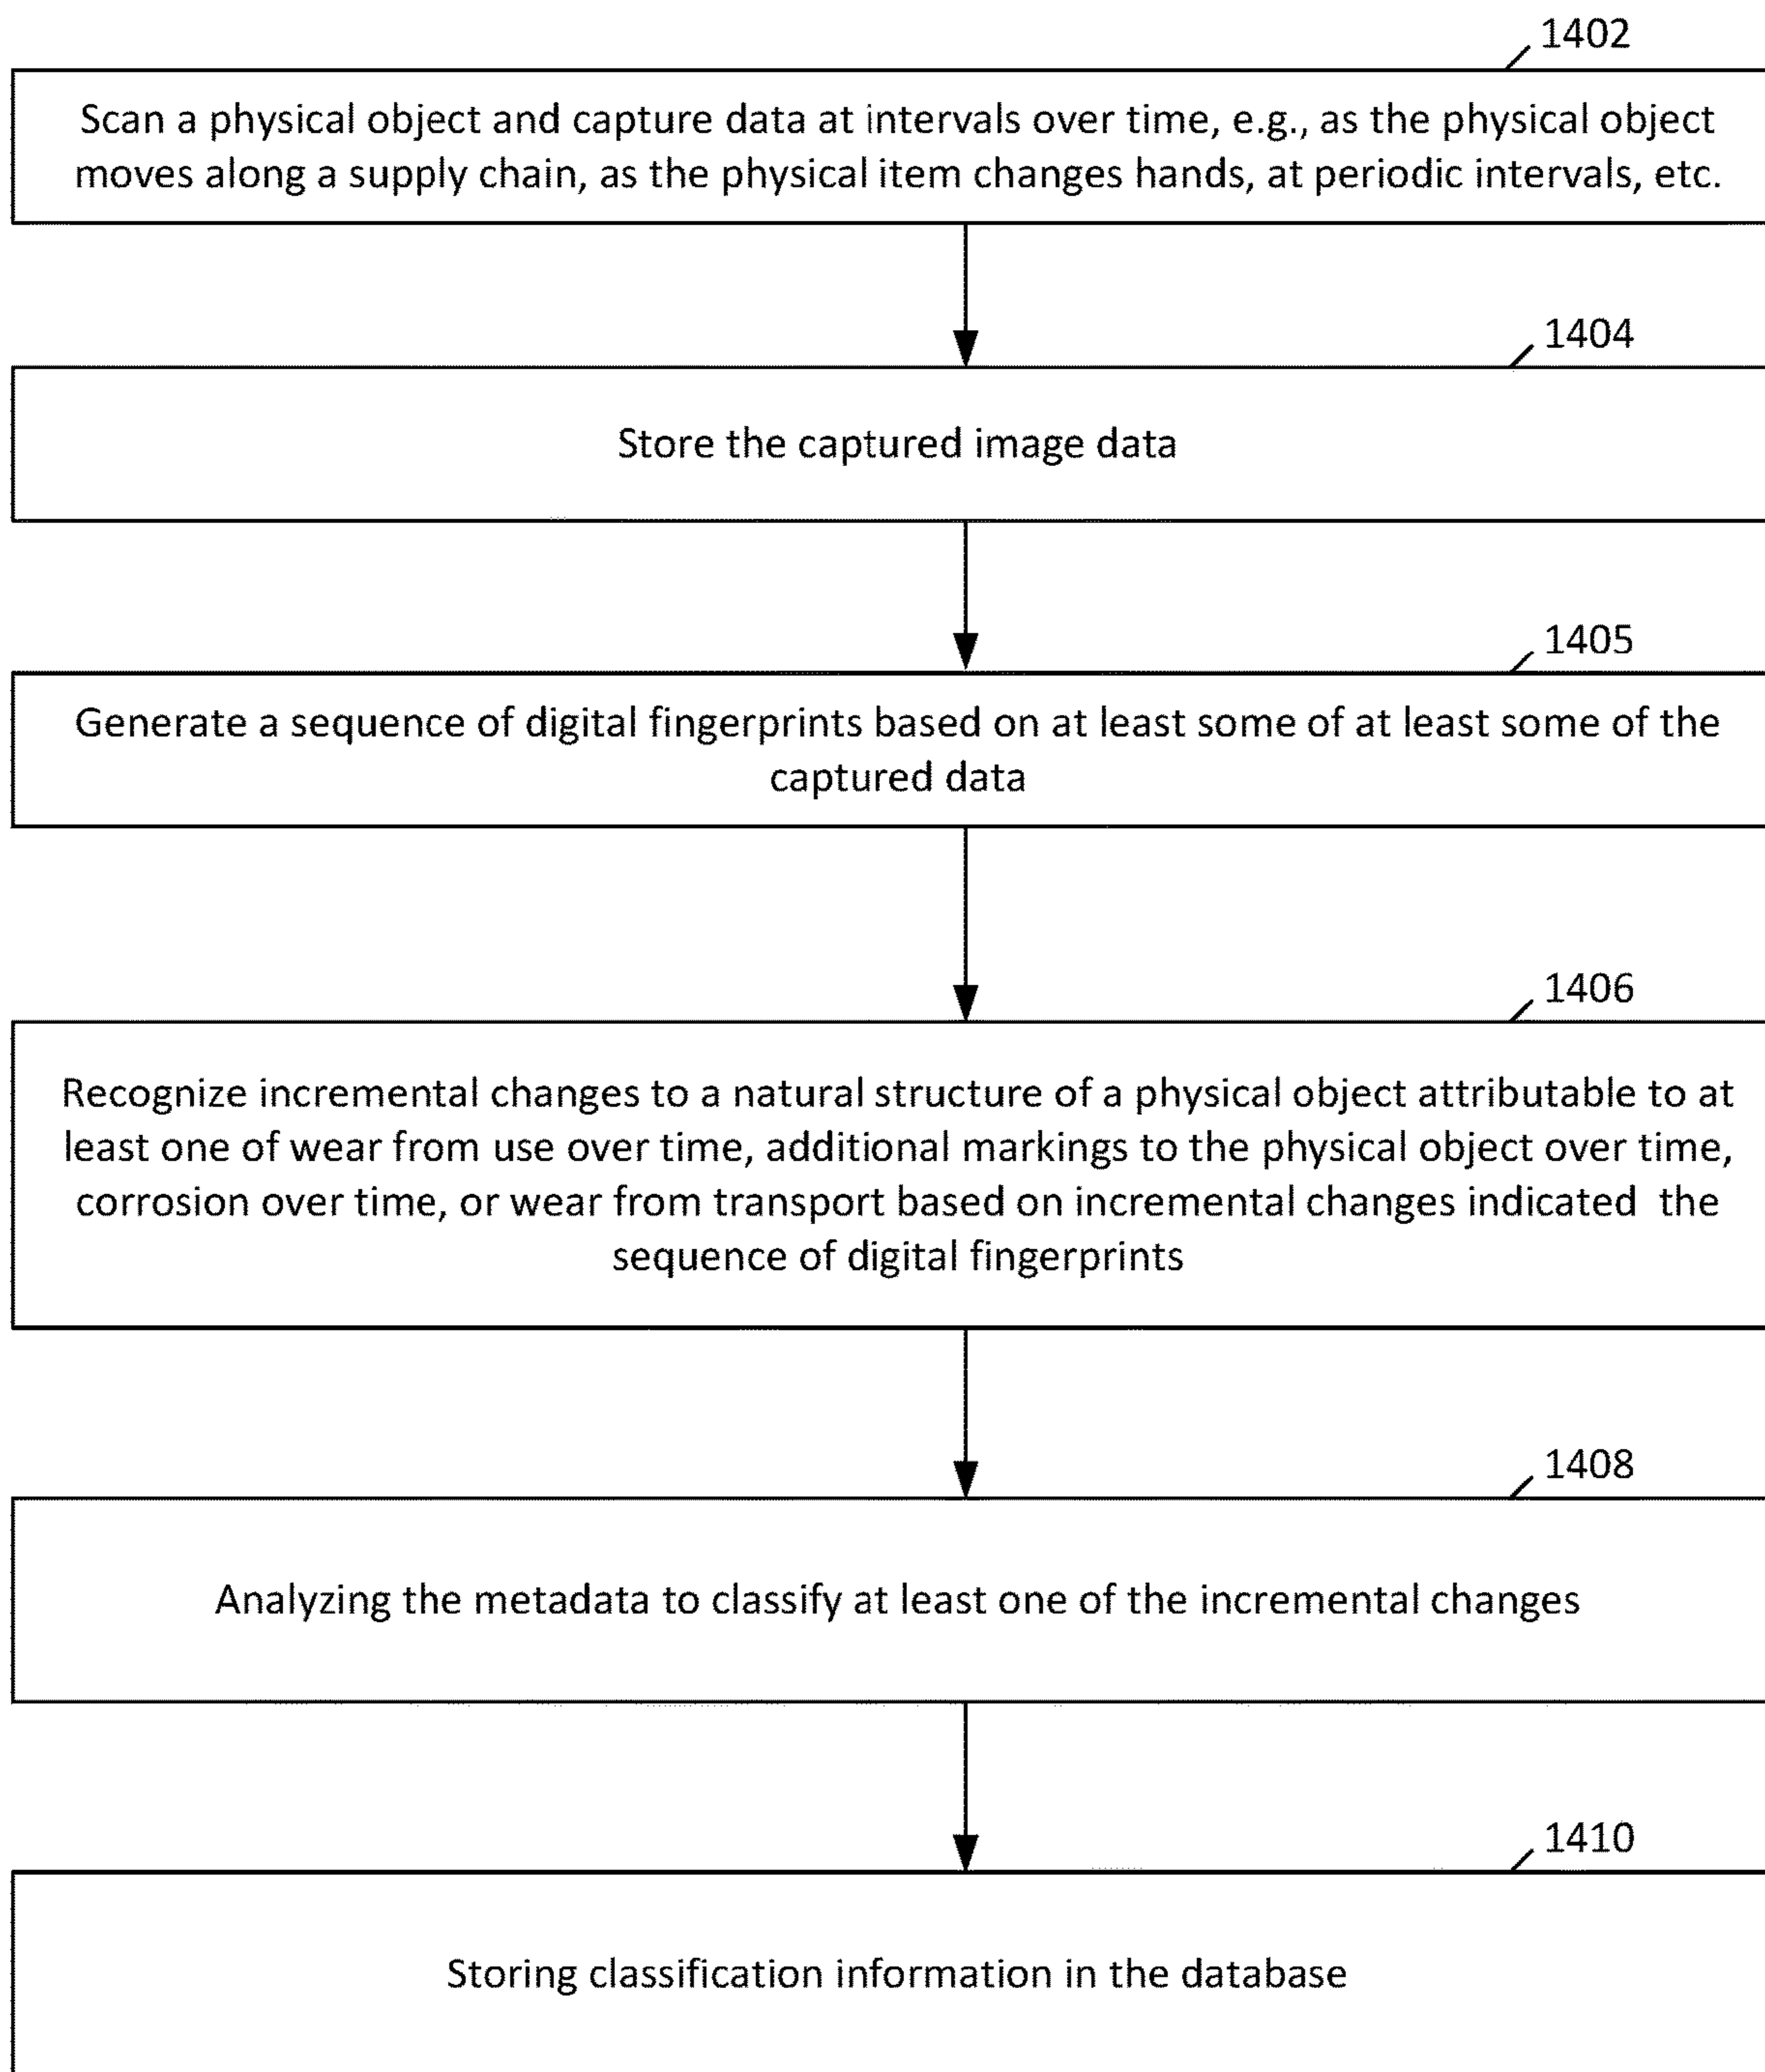 1402
Scan a physical object and capture data at intervals over time, e.g., as the physical object
moves along a supply chain, as the physical item changes hands, at periodic intervals, etc.
1404
Store the captured image data
1405
Generate a sequence of digital fingerprints based on at least some of at least some of the
captured data
1406
Recognize incremental changes to a natural structure of a physical object attributable to at
least one of wear from use over time, additional markings to the physical object over time,
corrosion over time, or wear from transport based on incremental changes indicated  the
sequence of digital fingerprints
1408
Analyzing the metadata to classify at least one of the incremental changes
1410
Storing classification information in the database